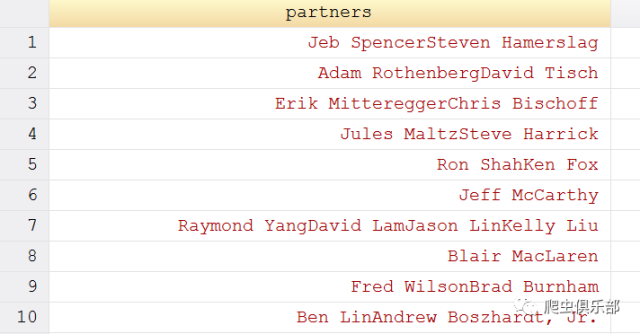 partners
1 Jeb SpencerSteven Hamerslag
2 Adam RothenbergDavid Tisch
3 Erik MittereggerChris Bischoff
4 Jules MaltzSteve Harrick
5 Ron ShahKen Fox
6 Jeff McCarthy
7 Raymond YangDavid LamJason LinKelly Liu
8 Blair MacLaren
9 Fred WilsonBrad Burnham
10 Ben LinAndrew Boszhardt, Jr.
爬虫俱乐部